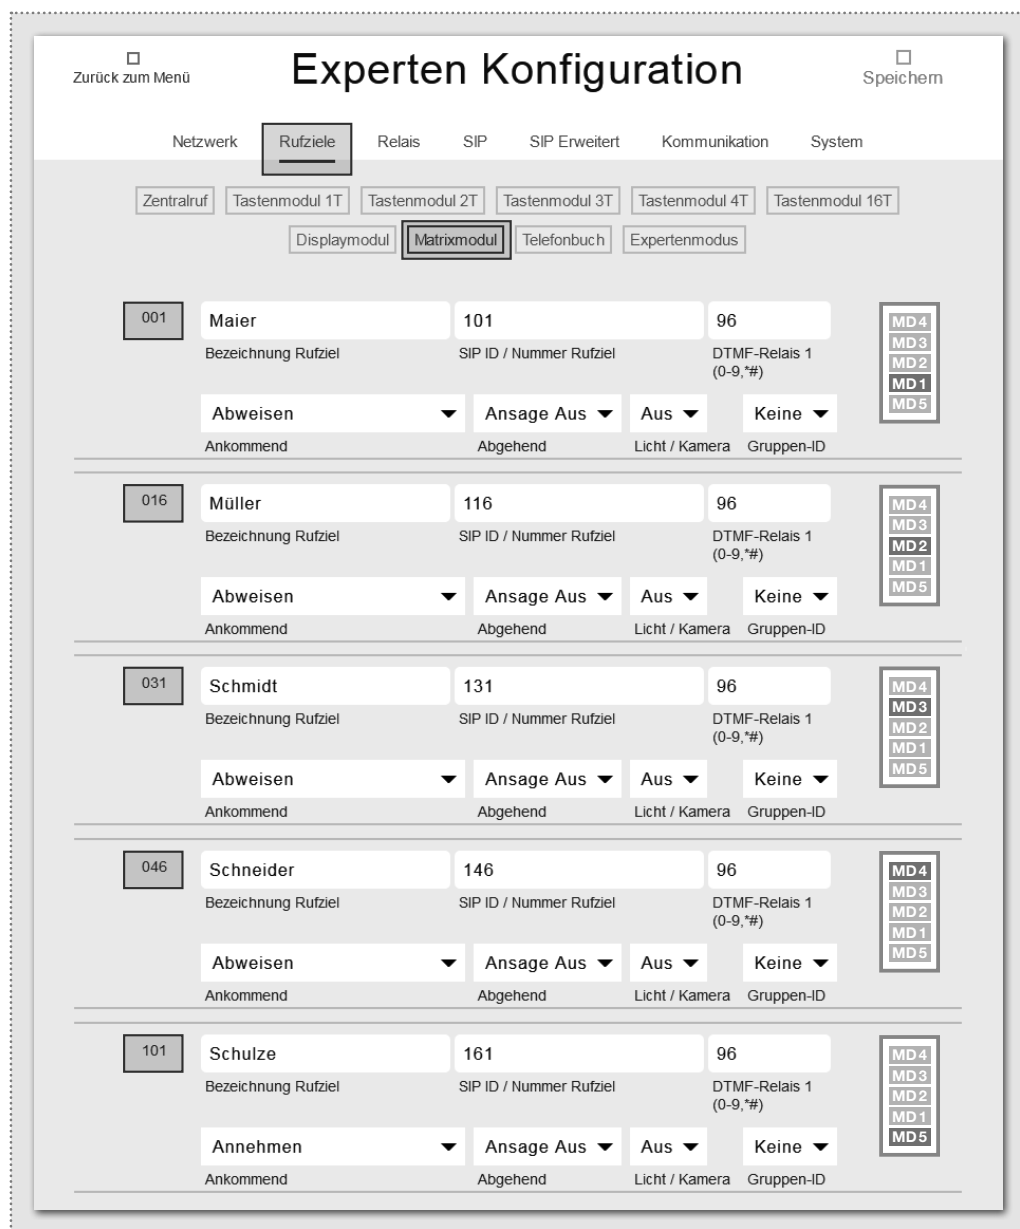 Experten Konfiguration
Zurück zum Menü
Speichern
Netzwerk Rufziele Relais SIP SIP Erweitert Kommunikation System
Zentralruf Tastenmodul 1T Tastenmodul 2T Tastenmodul 3T Tastenmodul 4T Tastenmodul 16T
Displaymodul Matrixmodul Telefonbuch Expertenmodus
001 Maier 101 96
Bezeichnung Rufziel SIP ID / Nummer Rufziel DTMF-Relais 1
(0-9,*#)
Abweisen Ansage Aus Aus Keine
Ankommend Abgehend Licht / Kamera Gruppen-ID
MD4
MD3
MD2
MD1
MD5
016 Müller 116 96
Bezeichnung Rufziel SIP ID / Nummer Rufziel DTMF-Relais 1
(0-9,*#)
Abweisen Ansage Aus Aus Keine
Ankommend Abgehend Licht / Kamera Gruppen-ID
MD4
MD3
MD2
MD1
MD5
031 Schmidt 131 96
Bezeichnung Rufziel SIP ID / Nummer Rufziel DTMF-Relais 1
(0-9,*#)
Abweisen Ansage Aus Aus Keine
Ankommend Abgehend Licht / Kamera Gruppen-ID
MD4
MD3
MD2
MD1
MD5
046 Schneider 146 96
Bezeichnung Rufziel SIP ID / Nummer Rufziel DTMF-Relais 1
(0-9,*#)
Abweisen Ansage Aus Aus Keine
Ankommend Abgehend Licht / Kamera Gruppen-ID
MD4
MD3
MD2
MD1
MD5
101 Schulze 161 96
Bezeichnung Rufziel SIP ID / Nummer Rufziel DTMF-Relais 1
(0-9,*#)
Annehmen Ansage Aus Aus Keine
Ankommend Abgehend Licht / Kamera Gruppen-ID
MD4
MD3
MD2
MD1
MD5